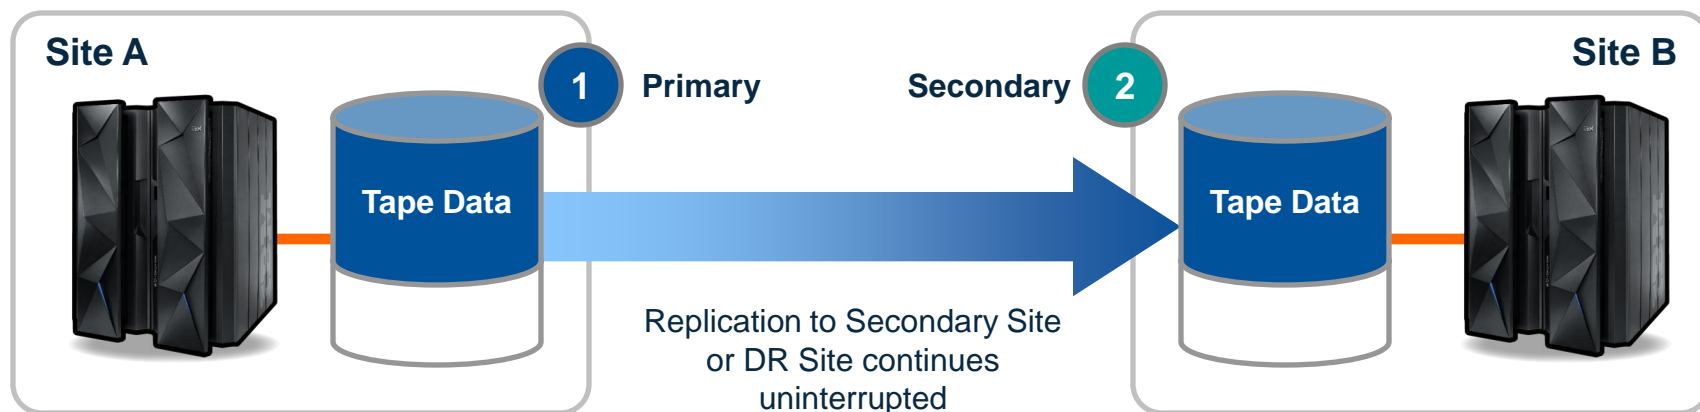 Site A
1
Primary
Secondary
2
Site B
Tape Data
Tape Data
Replication to Secondary Site
or DR Site continues
uninterrupted